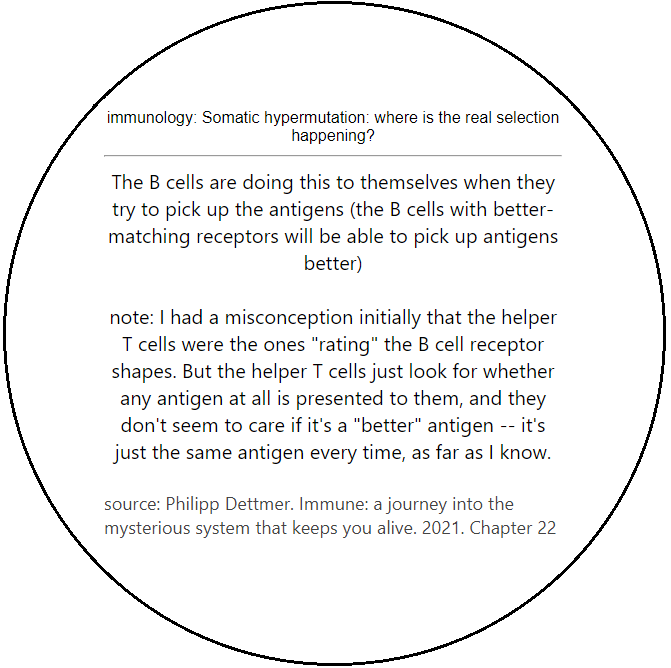 immunology: Somatic hypermutation: where is the real selection
happening?
The B cells are doing this to themselves when they
try to pick up the antigens (the B cells with better-
matching receptors will be able to pick up antigens
better)
note: I had a misconception initially that the helper
T cells were the ones "rating" the B cell receptor
shapes. But the helper T cells just look for whether
any antigen at all is presented to them, and they
don't seem to care if it's a "better" antigen -- it's
just the same antigen every time, as far as I know.
source: Philipp Dettmer. Immune: a journey into the
mysterious system that keeps you alive. 2021. Chapter 22